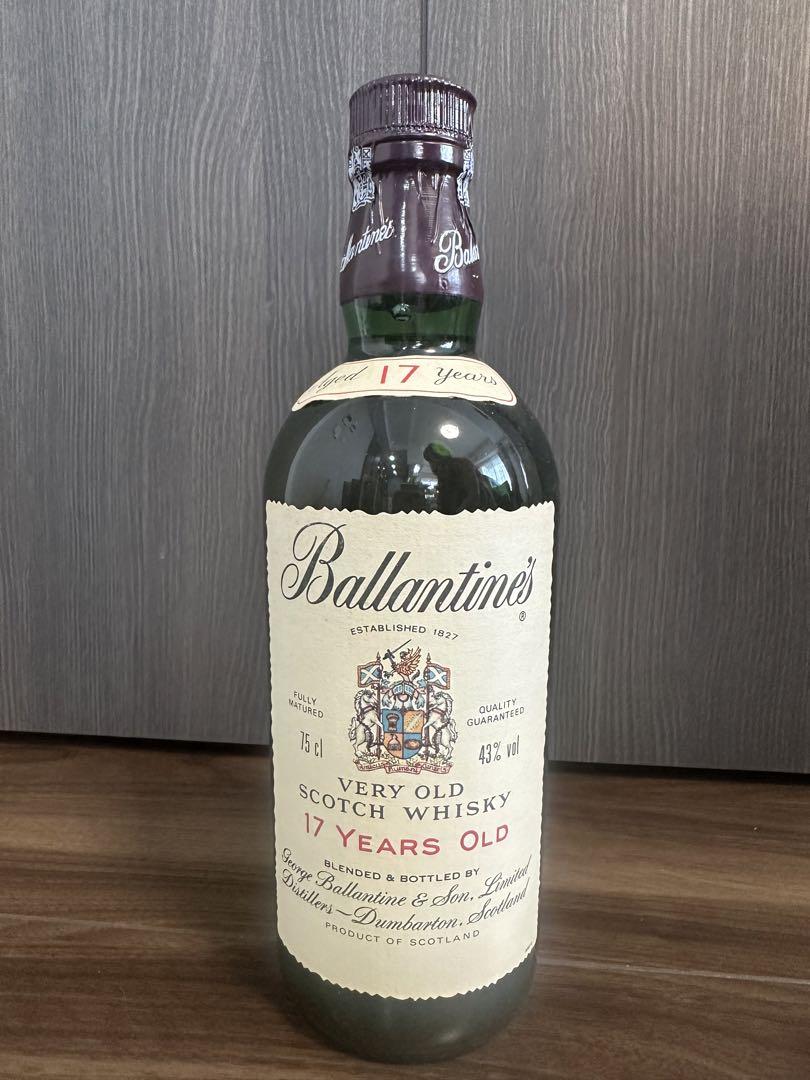 Ballantine's
Aged 17 Years
Ballantine's
®
ESTABLISHED 1827
FULLY
MATURED
QUALITY
GUARANTEED
75 cl
43% vol
VERY OLD
SCOTCH WHISKY
17 YEARS OLD
BLENDED & BOTTLED BY
George Ballantine & Son, Limited
Distillers — Dumbarton, Scotland
PRODUCT OF SCOTLAND